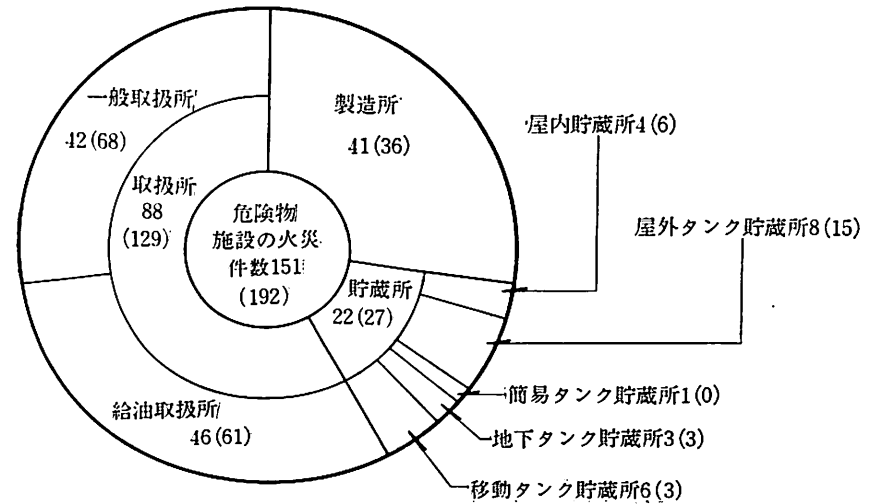 一般取扱所
42(68)
製造所
41(36)
屋内貯蔵所4(6)
取扱所
88
(129)
危険物
施設の火災
件数151
(192)
屋外タンク貯蔵所8(15)
貯蔵所
22(27)
簡易タンク貯蔵所1(0)
給油取扱所
46(61)
地下タンク貯蔵所3(3)
移動タンク貯蔵所6(3)